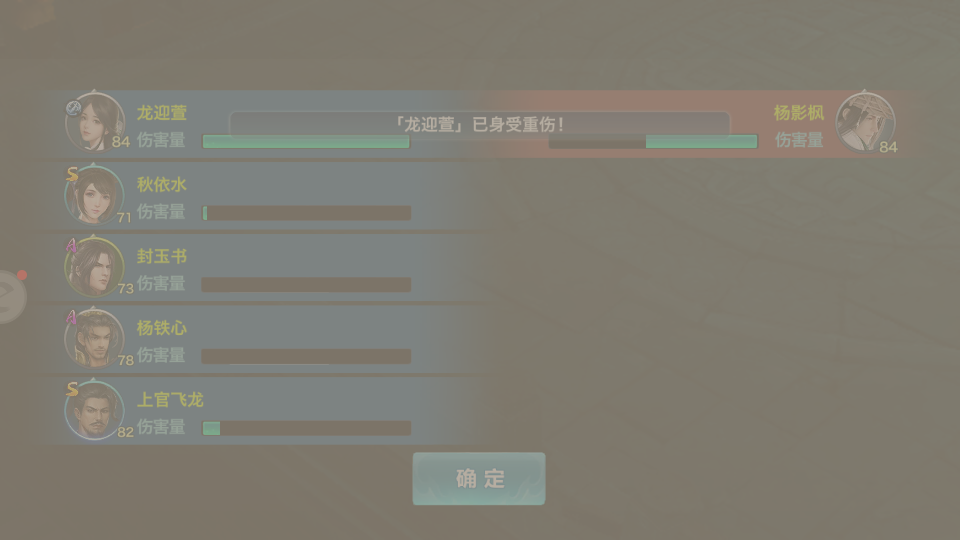 龙迎萱
84 伤害量
「龙迎萱」已身受重伤!
杨影枫
伤害量 84
S
秋依水
71 伤害量
A
封玉书
73 伤害量
A
杨铁心
78 伤害量
S
上官飞龙
82 伤害量
确定